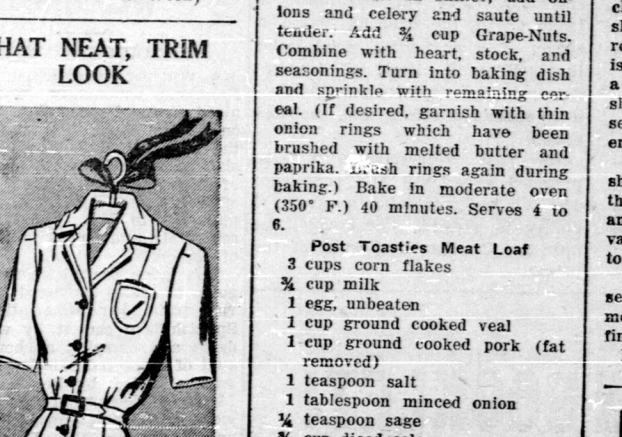 HAT NEAT, TRIM
LOOK
ions and celery and saute until
tender. Add ¾ cup Grape-Nuts.
Combine with heart, stock, and
seasonings. Turn into baking dish
and sprinkle with remaining cer-
eal. (If desired, garnish with thin
onion rings which have been
brushed with melted butter and
paprika. Brush rings again during
baking.) Bake in moderate oven
(350° F.) 40 minutes. Serves 4 to
6.
Post Toasties Meat Loaf
3 cups corn flakes
¾ cup milk
1 egg, unbeaten
1 cup ground cooked veal
1 cup ground cooked pork (fat
removed)
1 teaspoon salt
1 tablespoon minced onion
¼ teaspoon sage